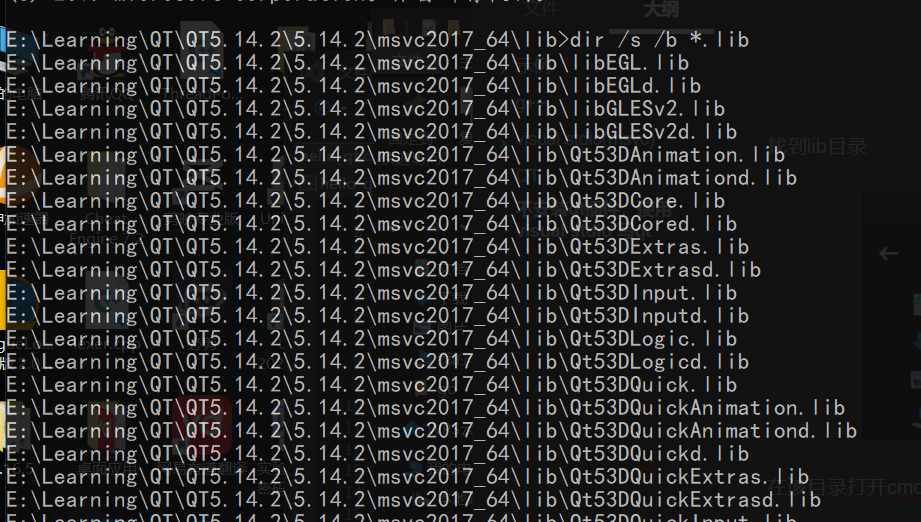 文件
大纲
E:\Learning\QT\QT5.14.2\5.14.2\msvc2017_64\lib>dir /s /b *.lib
E:\Learning\QT\QT5.14.2\5.14.2\msvc2017_64\lib\libEGL.lib
E:\Learning\QT\QT5.14.2\5.14.2\msvc2017_64\lib\libEGLd.lib
E:\Learning\QT\QT5.14.2\5.14.2\msvc2017_64\lib\libGLESv2.lib
E:\Learning\QT\QT5.14.2\5.14.2\msvc2017_64\lib\libGLESv2d.lib
找到lib目录
E:\Learning\QT\QT5.14.2\5.14.2\msvc2017_64\lib\Qt53DAnimation.lib
E:\Learning\QT\QT5.14.2\5.14.2\msvc2017_64\lib\Qt53DAnimationd.lib
E:\Learning\QT\QT5.14.2\5.14.2\msvc2017_64\lib\Qt53DCore.lib
E:\Learning\QT\QT5.14.2\5.14.2\msvc2017_64\lib\Qt53DCored.lib
E:\Learning\QT\QT5.14.2\5.14.2\msvc2017_64\lib\Qt53DExtras.lib
E:\Learning\QT\QT5.14.2\5.14.2\msvc2017_64\lib\Qt53DExtrasd.lib
E:\Learning\QT\QT5.14.2\5.14.2\msvc2017_64\lib\Qt53DInput.lib
E:\Learning\QT\QT5.14.2\5.14.2\msvc2017_64\lib\Qt53DInputd.lib
E:\Learning\QT\QT5.14.2\5.14.2\msvc2017_64\lib\Qt53DLogic.lib
E:\Learning\QT\QT5.14.2\5.14.2\msvc2017_64\lib\Qt53DLogicd.lib
E:\Learning\QT\QT5.14.2\5.14.2\msvc2017_64\lib\Qt53DQuick.lib
E:\Learning\QT\QT5.14.2\5.14.2\msvc2017_64\lib\Qt53DQuickAnimation.lib
E:\Learning\QT\QT5.14.2\5.14.2\msvc2017_64\lib\Qt53DQuickAnimationd.lib
E:\Learning\QT\QT5.14.2\5.14.2\msvc2017_64\lib\Qt53DQuickd.lib
E:\Learning\QT\QT5.14.2\5.14.2\msvc2017_64\lib\Qt53DQuickExtras.lib
在该目录打开cmd
E:\Learning\QT\QT5.14.2\5.14.2\msvc2017_64\lib\Qt53DQuickExtrasd.lib
E:\Learning\QT\QT5.14.2\5.14.2\msvc2017_64\lib\Qt53DQuickInput.lib